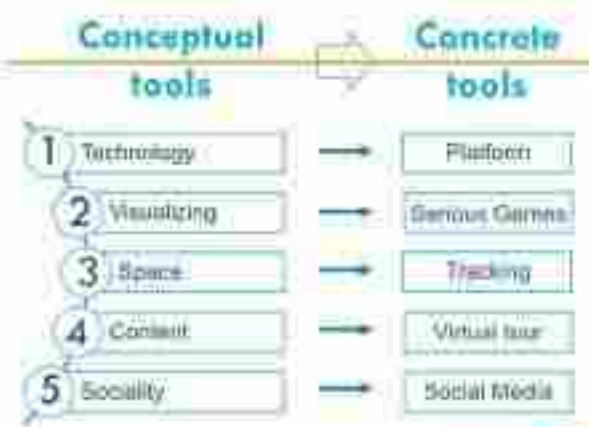 Conceptual tools
Concrete tools
1 Technology
Platform
2 Visualizing
Serious Games
3 Space
Tracking
4 Content
Virtual tour
5 Sociality
Social Media